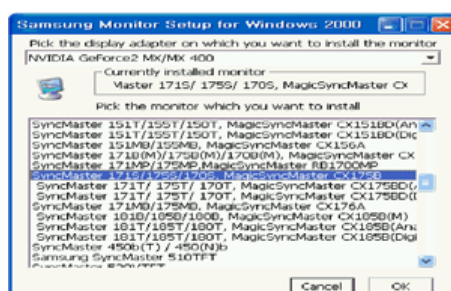 Samsung Monitor Setup for Windows 2000
Pick the display adapter on which you want to install the monitor
NVIDIA GeForce2 MX/MX 400
Currently installed monitor
Master 171S/ 175S/ 170S, MagicSyncMaster CX
Pick the monitor which you want to install
SyncMaster 151T/155T/150T, MagicSyncMaster CX151BD(An
SyncMaster 151T/155T/150T, MagicSyncMaster CX151BD(Dig
SyncMaster 151MB/155MB, MagicSyncMaster CX156A
SyncMaster 171B(M)/175B(M)/170B(M), MagicSyncMaster CX
SyncMaster 171MP/175MP,MagicSyncMaster RB1700MP
SyncMaster 171S/175S/170S, MagicSyncMaster CX175B
SyncMaster 171T/ 175T/ 170T, MagicSyncMaster CX175BD(A
SyncMaster 171T/ 175T/ 170T, MagicSyncMaster CX175BD(D
SyncMaster 171MB/175MB, MagicSyncMaster CX176A
SyncMaster 181B/185B/180B, MagicSyncMaster CX185B(M)
SyncMaster 181T/185T/180T, MagicSyncMaster CX185B(Ana
SyncMaster 181T/185T/180T, MagicSyncMaster CX185B(Digi
SyncMaster 450b(T) / 450(N)b
Samsung SyncMaster 510TFT
Cancel OK